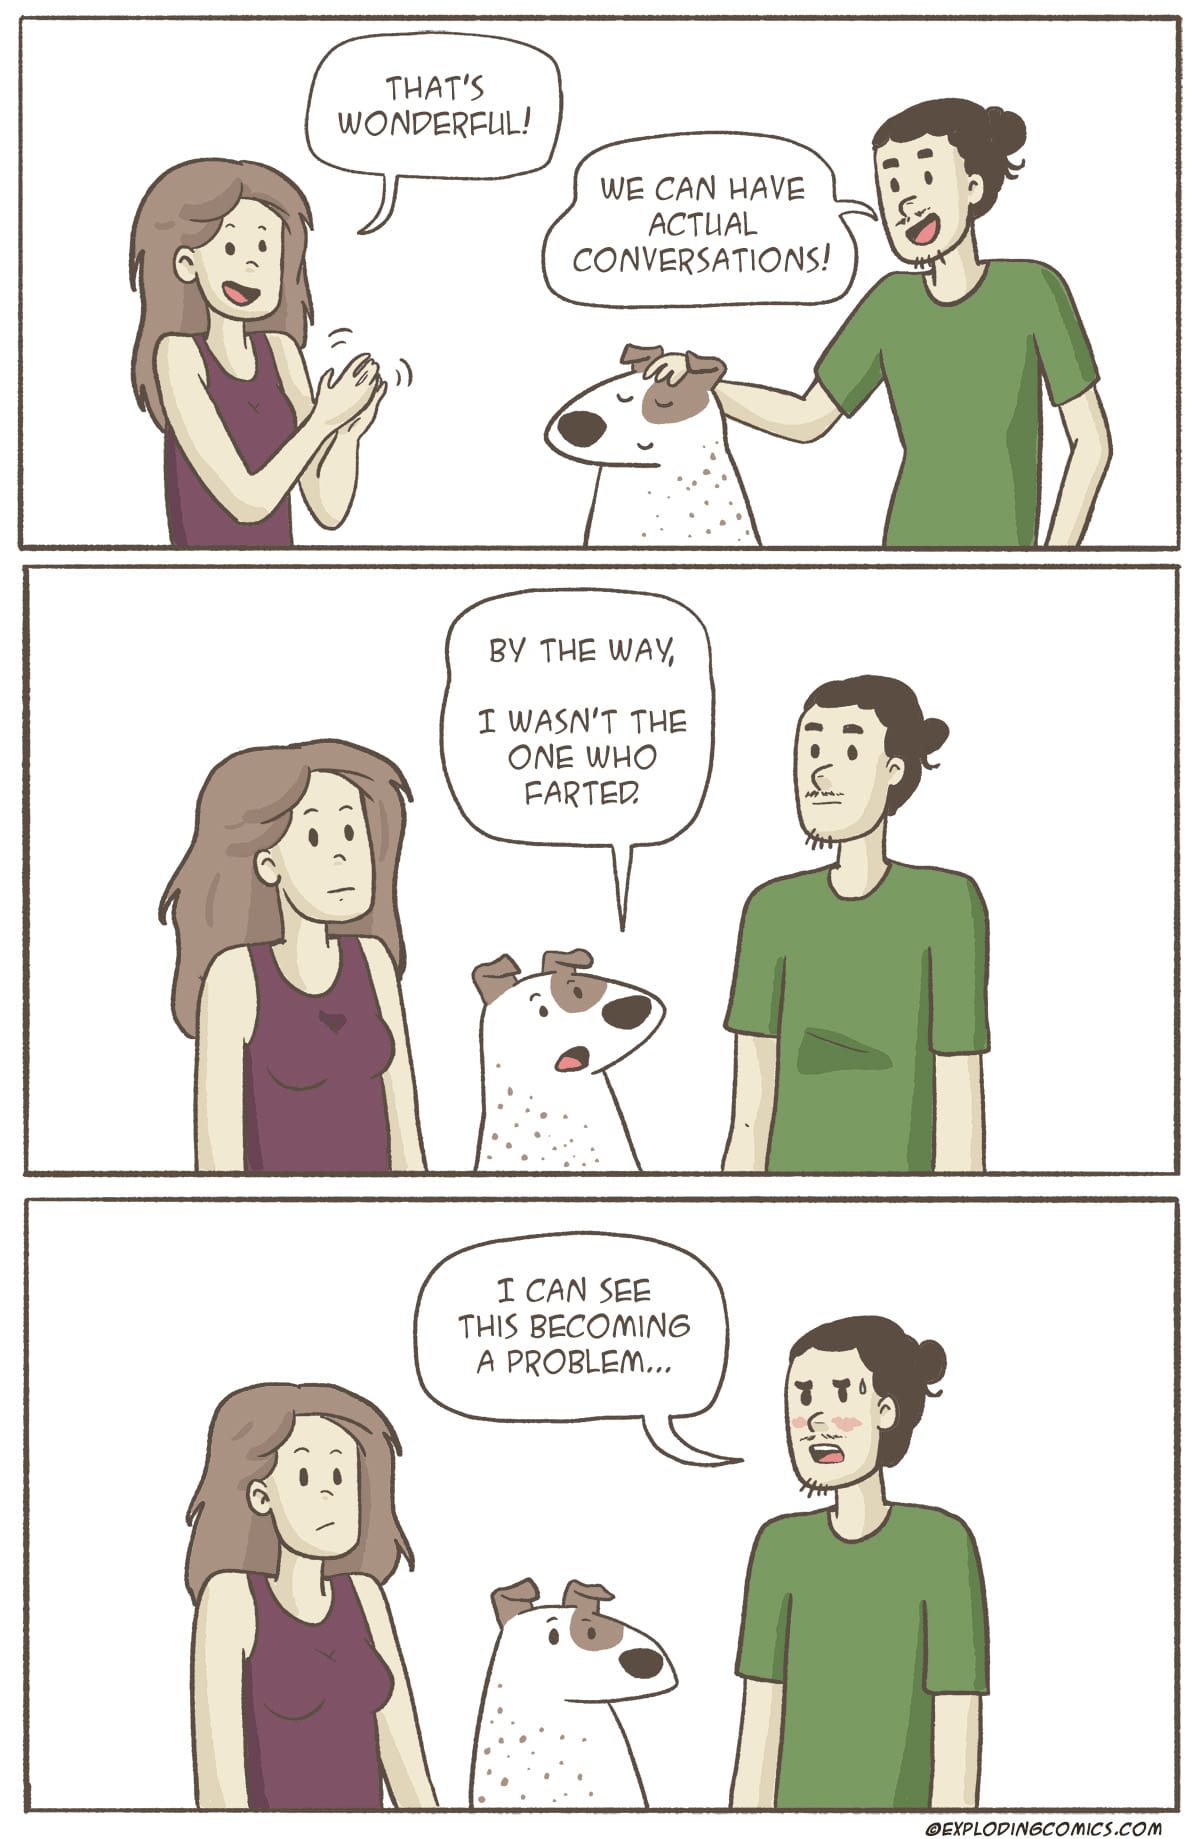 THAT'S
WONDERFUL!
WE CAN HAVE
ACTUAL
CONVERSATIONS!
BY THE WAY,
I WASN'T THE
ONE WHO
FARTED.
I CAN SEE
THIS BECOMING
A PROBLEM...
©EXPLODINGCOMICS.COM